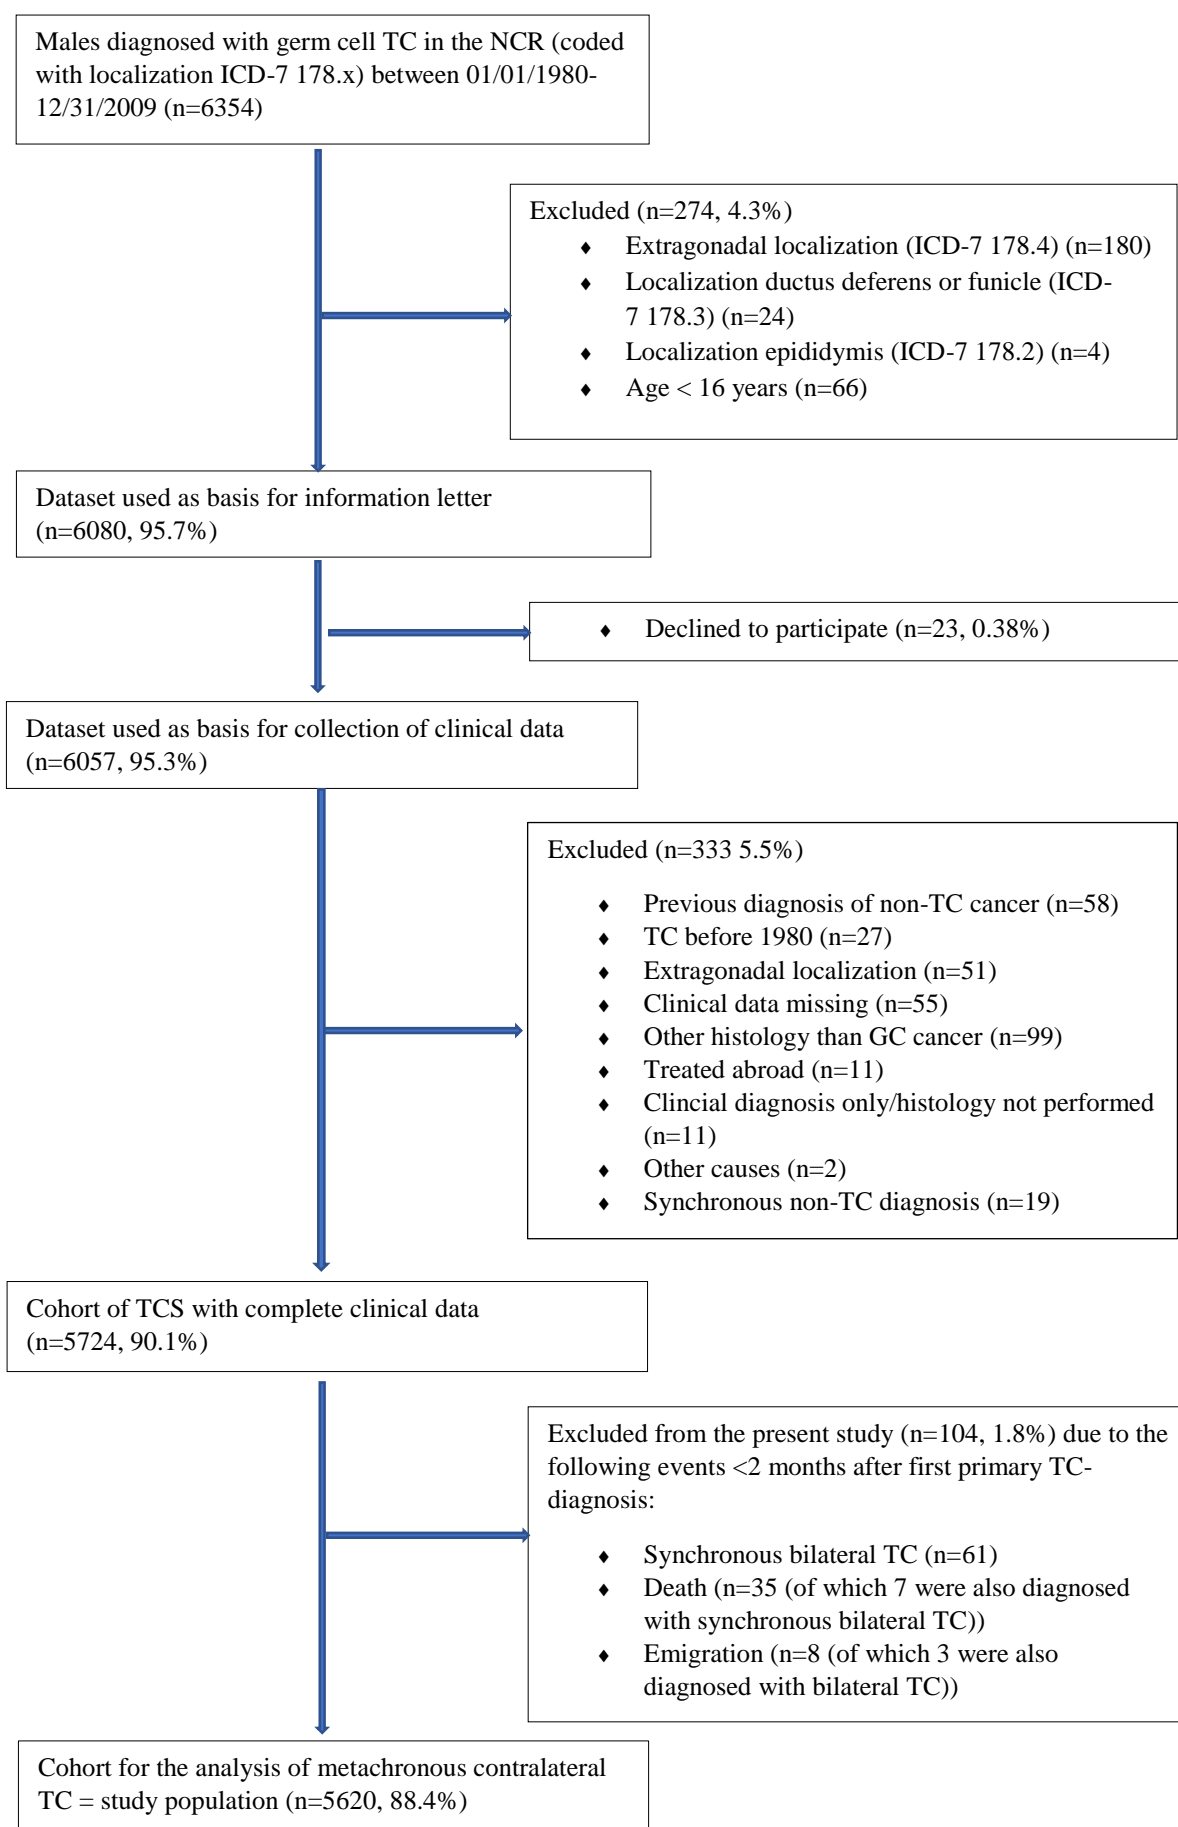 Males diagnosed with germ cell TC in the NCR (coded
with localization ICD-7 178.x) between 01/01/1980-
12/31/2009 (n=6354)
Excluded (n=274, 4.3%)
♦ Extragonadal localization (ICD-7 178.4) (n=180)
♦ Localization ductus deferens or funicle (ICD-
7 178.3) (n=24)
♦ Localization epididymis (ICD-7 178.2) (n=4)
♦ Age < 16 years (n=66)
Dataset used as basis for information letter
(n=6080, 95.7%)
♦ Declined to participate (n=23, 0.38%)
Dataset used as basis for collection of clinical data
(n=6057, 95.3%)
Excluded (n=333 5.5%)
♦ Previous diagnosis of non-TC cancer (n=58)
♦ TC before 1980 (n=27)
♦ Extragonadal localization (n=51)
♦ Clinical data missing (n=55)
♦ Other histology than GC cancer (n=99)
♦ Treated abroad (n=11)
♦ Clincial diagnosis only/histology not performed
(n=11)
♦ Other causes (n=2)
♦ Synchronous non-TC diagnosis (n=19)
Cohort of TCS with complete clinical data
(n=5724, 90.1%)
Excluded from the present study (n=104, 1.8%) due to the
following events <2 months after first primary TC-
diagnosis:
♦ Synchronous bilateral TC (n=61)
♦ Death (n=35 (of which 7 were also diagnosed
with synchronous bilateral TC))
♦ Emigration (n=8 (of which 3 were also
diagnosed with bilateral TC))
Cohort for the analysis of metachronous contralateral
TC = study population (n=5620, 88.4%)